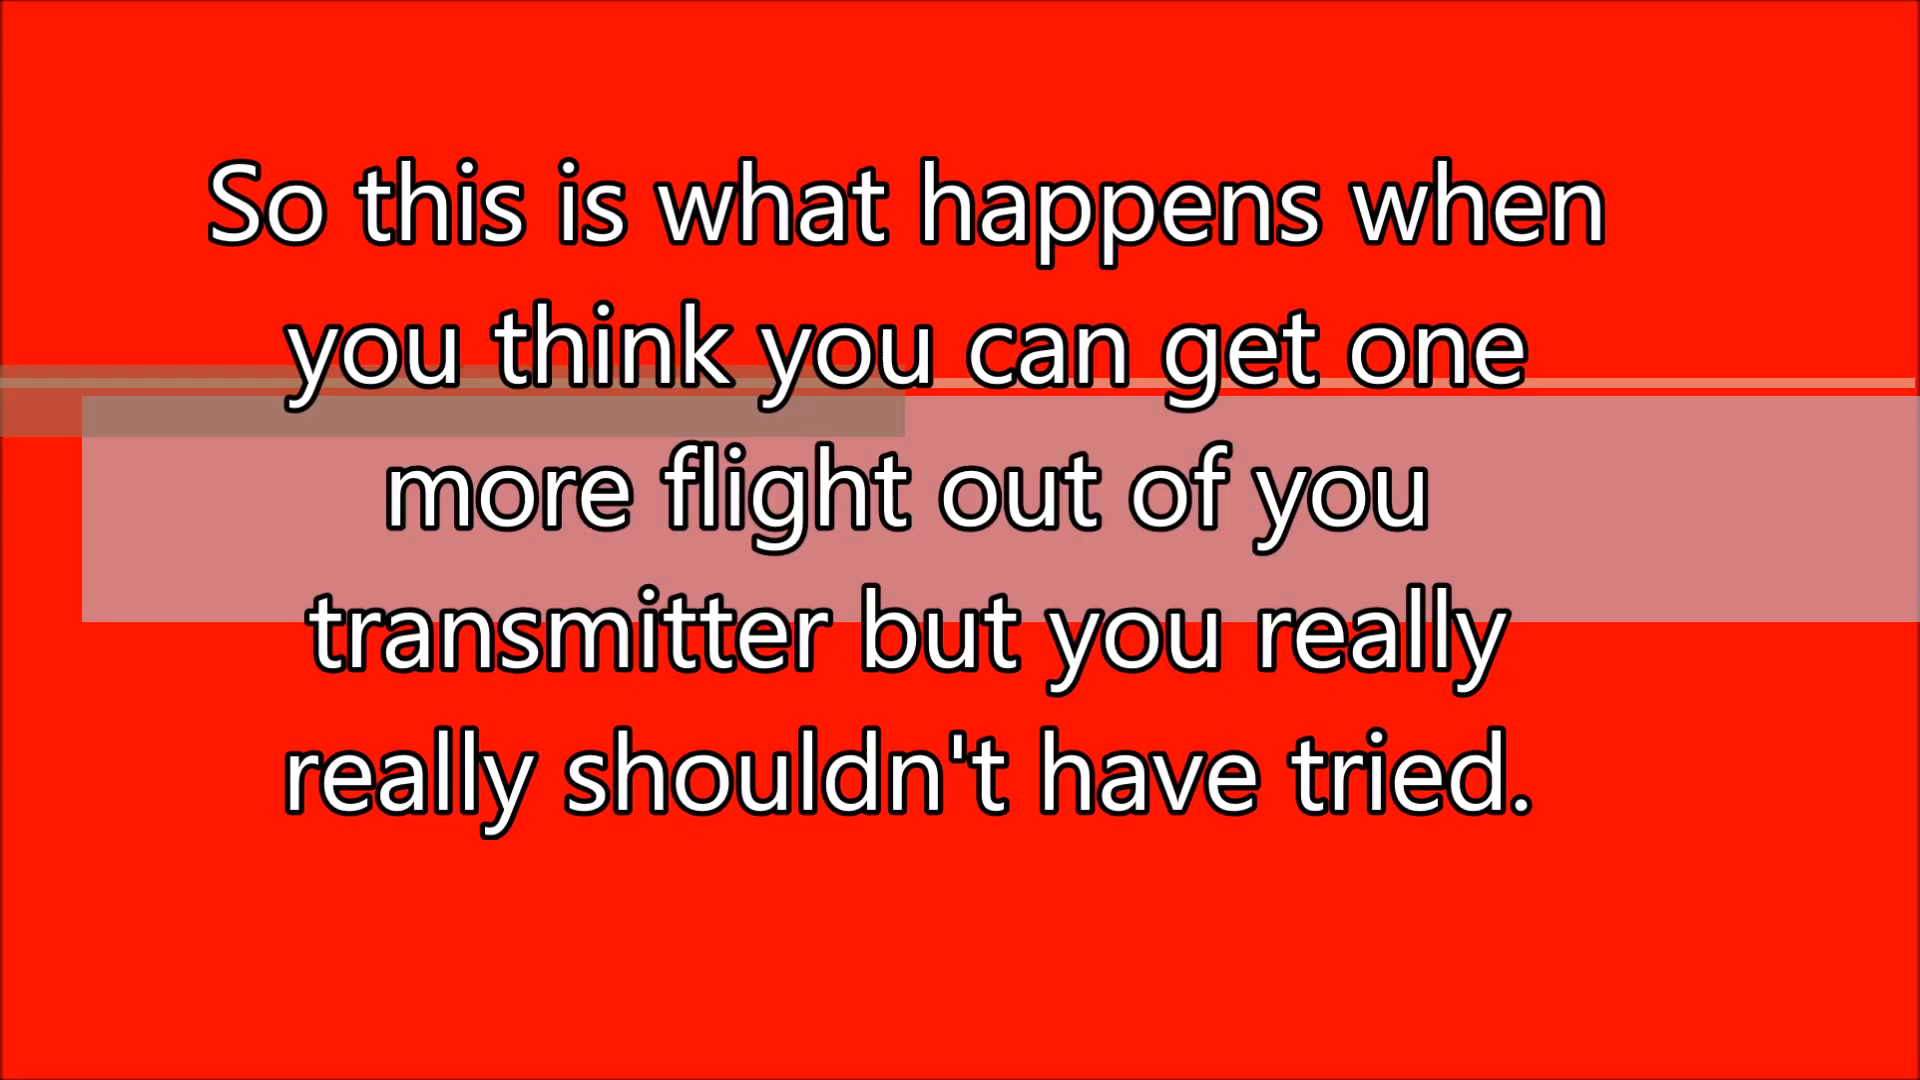 So this is what happens when
you think you can get one
more flight out of you
transmitter but you really
really shouldn't have tried.